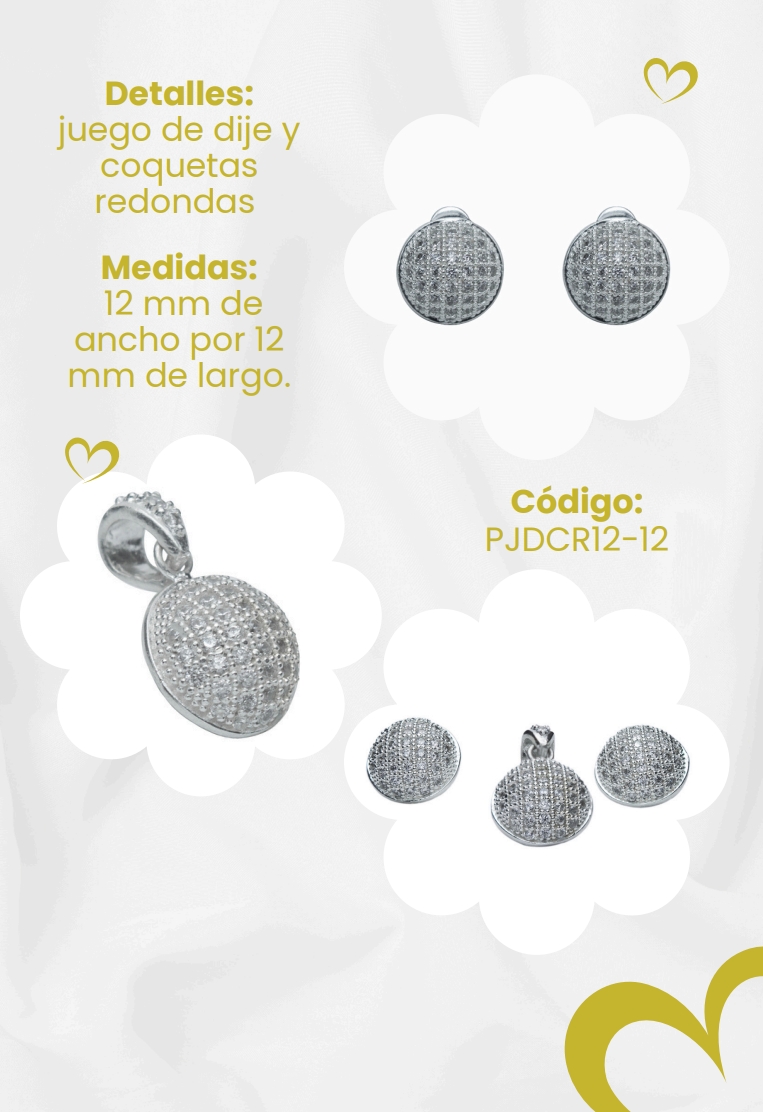 Detalles:
juego de dije y
coquetas
redondas
Medidas:
12 mm de
ancho por 12
mm de largo.
Código:
PJDCR12-12